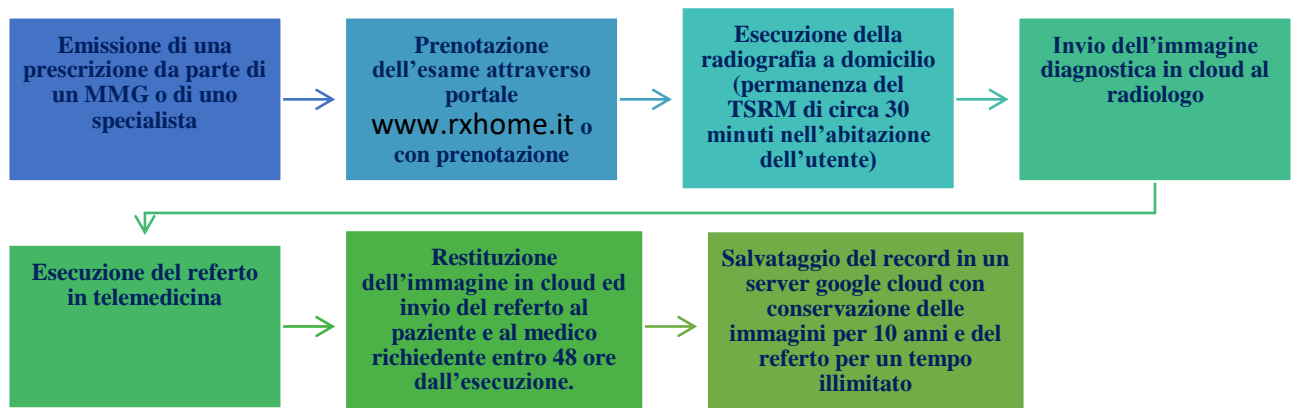 Emissione di una
prescrizione da parte di
un MMG o di uno
specialista
Prenotazione
dell’esame attraverso
portale
www.rxhome.it o
con prenotazione
Esecuzione della
radiografia a domicilio
(permanenza del
TSRM di circa 30
minuti nell’abitazione
dell’utente)
Invio dell’immagine
diagnostica in cloud al
radiologo
Esecuzione del referto
in telemedicina
Restituzione
dell’immagine in cloud ed
invio del referto al
paziente e al medico
richiedente entro 48 ore
dall’esecuzione.
Salvataggio del record in un
server google cloud con
conservazione delle
immagini per 10 anni e del
referto per un tempo
illimitato